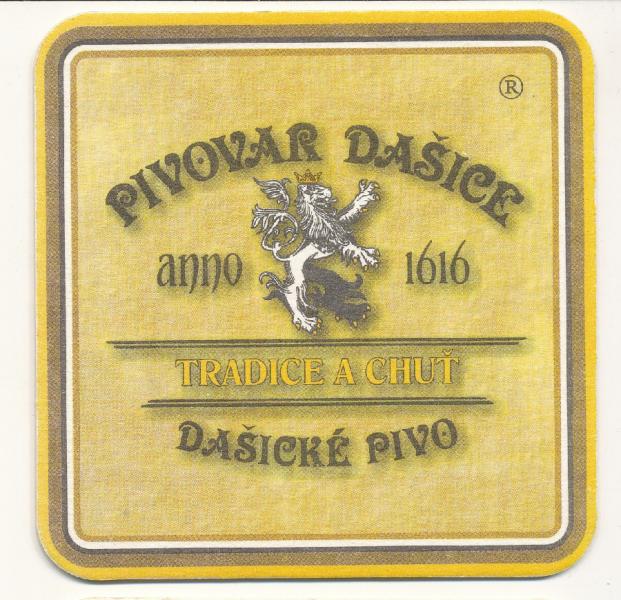 ®
PIVOVAR DAŠICE
anno 1616
TRADICE A CHUŤ
DAŠICKÉ PIVO